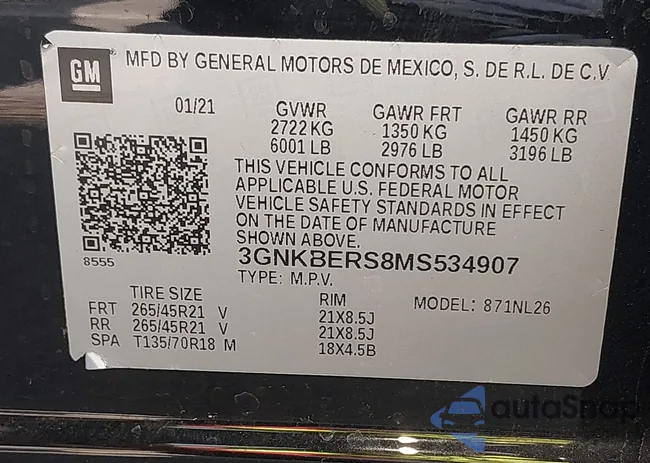 GM MFD BY GENERAL MOTORS DE MEXICO, S. DE R.L. DE C.V
01/21 GVWR GAWR FRT GAWR RR
2722 KG 1350 KG 1450 KG
6001 LB 2976 LB 3196 LB
THIS VEHICLE CONFORMS TO ALL
APPLICABLE U.S. FEDERAL MOTOR
VEHICLE SAFETY STANDARDS IN EFFECT
ON THE DATE OF MANUFACTURE
SHOWN ABOVE.
8555 3GNKBERS8MS534907
TYPE: M.P.V.
TIRE SIZE RIM MODEL: 871NL26
FRT 265/45R21 V 21X8.5J
RR 265/45R21 V 21X8.5J
SPA T135/70R18 M 18X4.5B
autaSnap